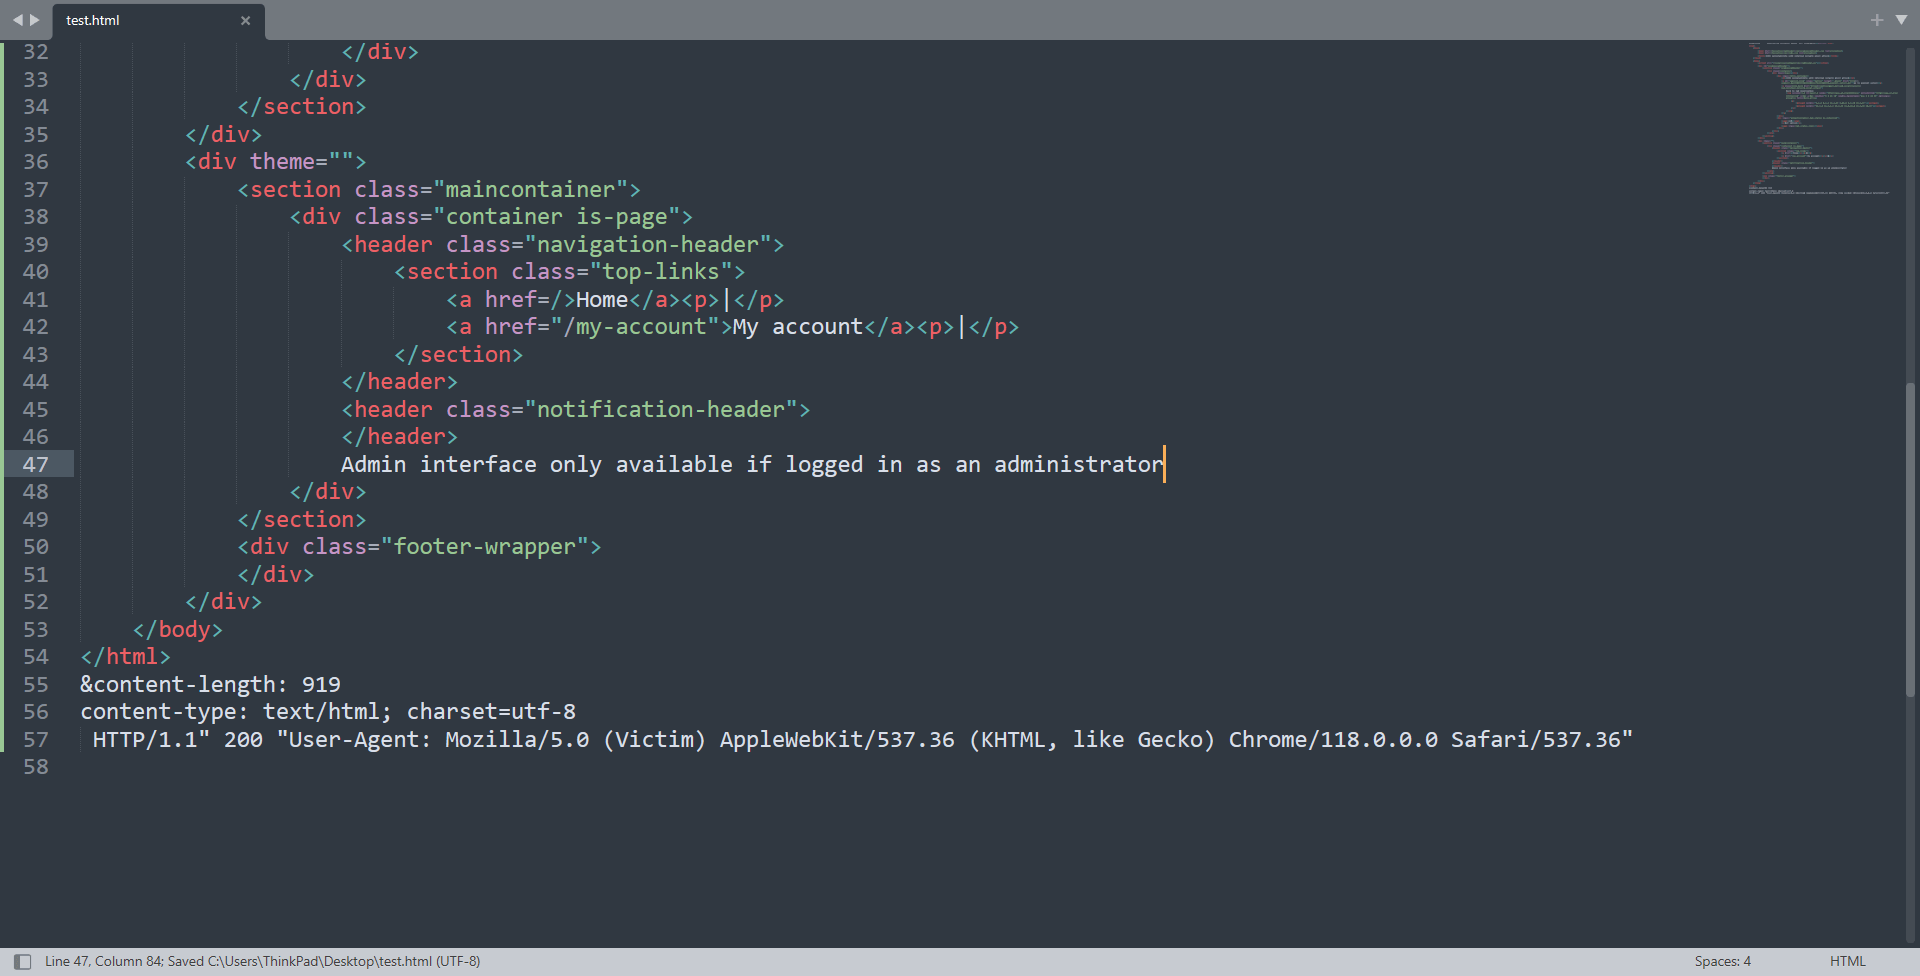 test.html
32 </div>
33 </div>
34 </section>
35 </div>
36 <div theme="">
37 <section class="maincontainer">
38 <div class="container is-page">
39 <header class="navigation-header">
40 <section class="top-links">
41 <a href=/>Home</a><p>|</p>
42 <a href="/my-account">My account</a><p>|</p>
43 </section>
44 </header>
45 <header class="notification-header">
46 </header>
47 Admin interface only available if logged in as an administrator
48 </div>
49 </section>
50 <div class="footer-wrapper">
51 </div>
52 </div>
53 </body>
54 </html>
55 &content-length: 919
56 content-type: text/html; charset=utf-8
57 HTTP/1.1" 200 "User-Agent: Mozilla/5.0 (Victim) AppleWebKit/537.36 (KHTML, like Gecko) Chrome/118.0.0.0 Safari/537.36"
58
Line 47, Column 84; Saved C:\Users\ThinkPad\Desktop\test.html (UTF-8) Spaces: 4 HTML